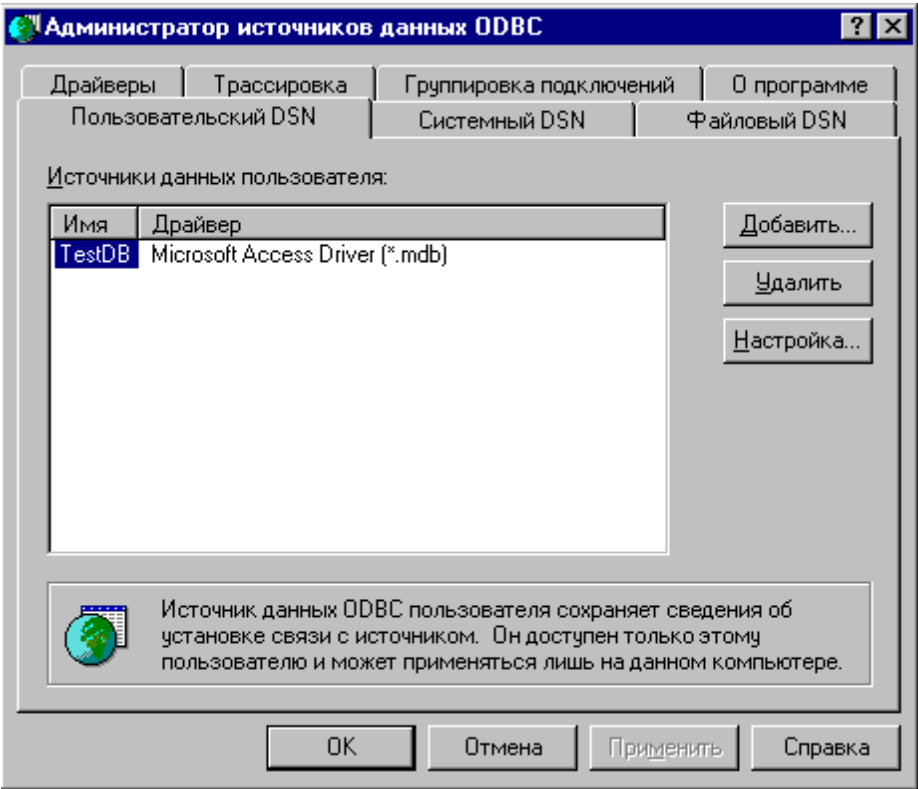 Администратор источников данных ODBC
Драйверы Трассировка Группировка подключений О программе
Пользовательский DSN Системный DSN Файловый DSN
Источники данных пользователя:
Имя Драйвер
TestDB Microsoft Access Driver (*.mdb)
Добавить...
Удалить
Настройка...
Источник данных ODBC пользователя сохраняет сведения об
установке связи с источником. Он доступен только этому
пользователю и может применяться лишь на данном компьютере.
OK Отмена Применить Справка